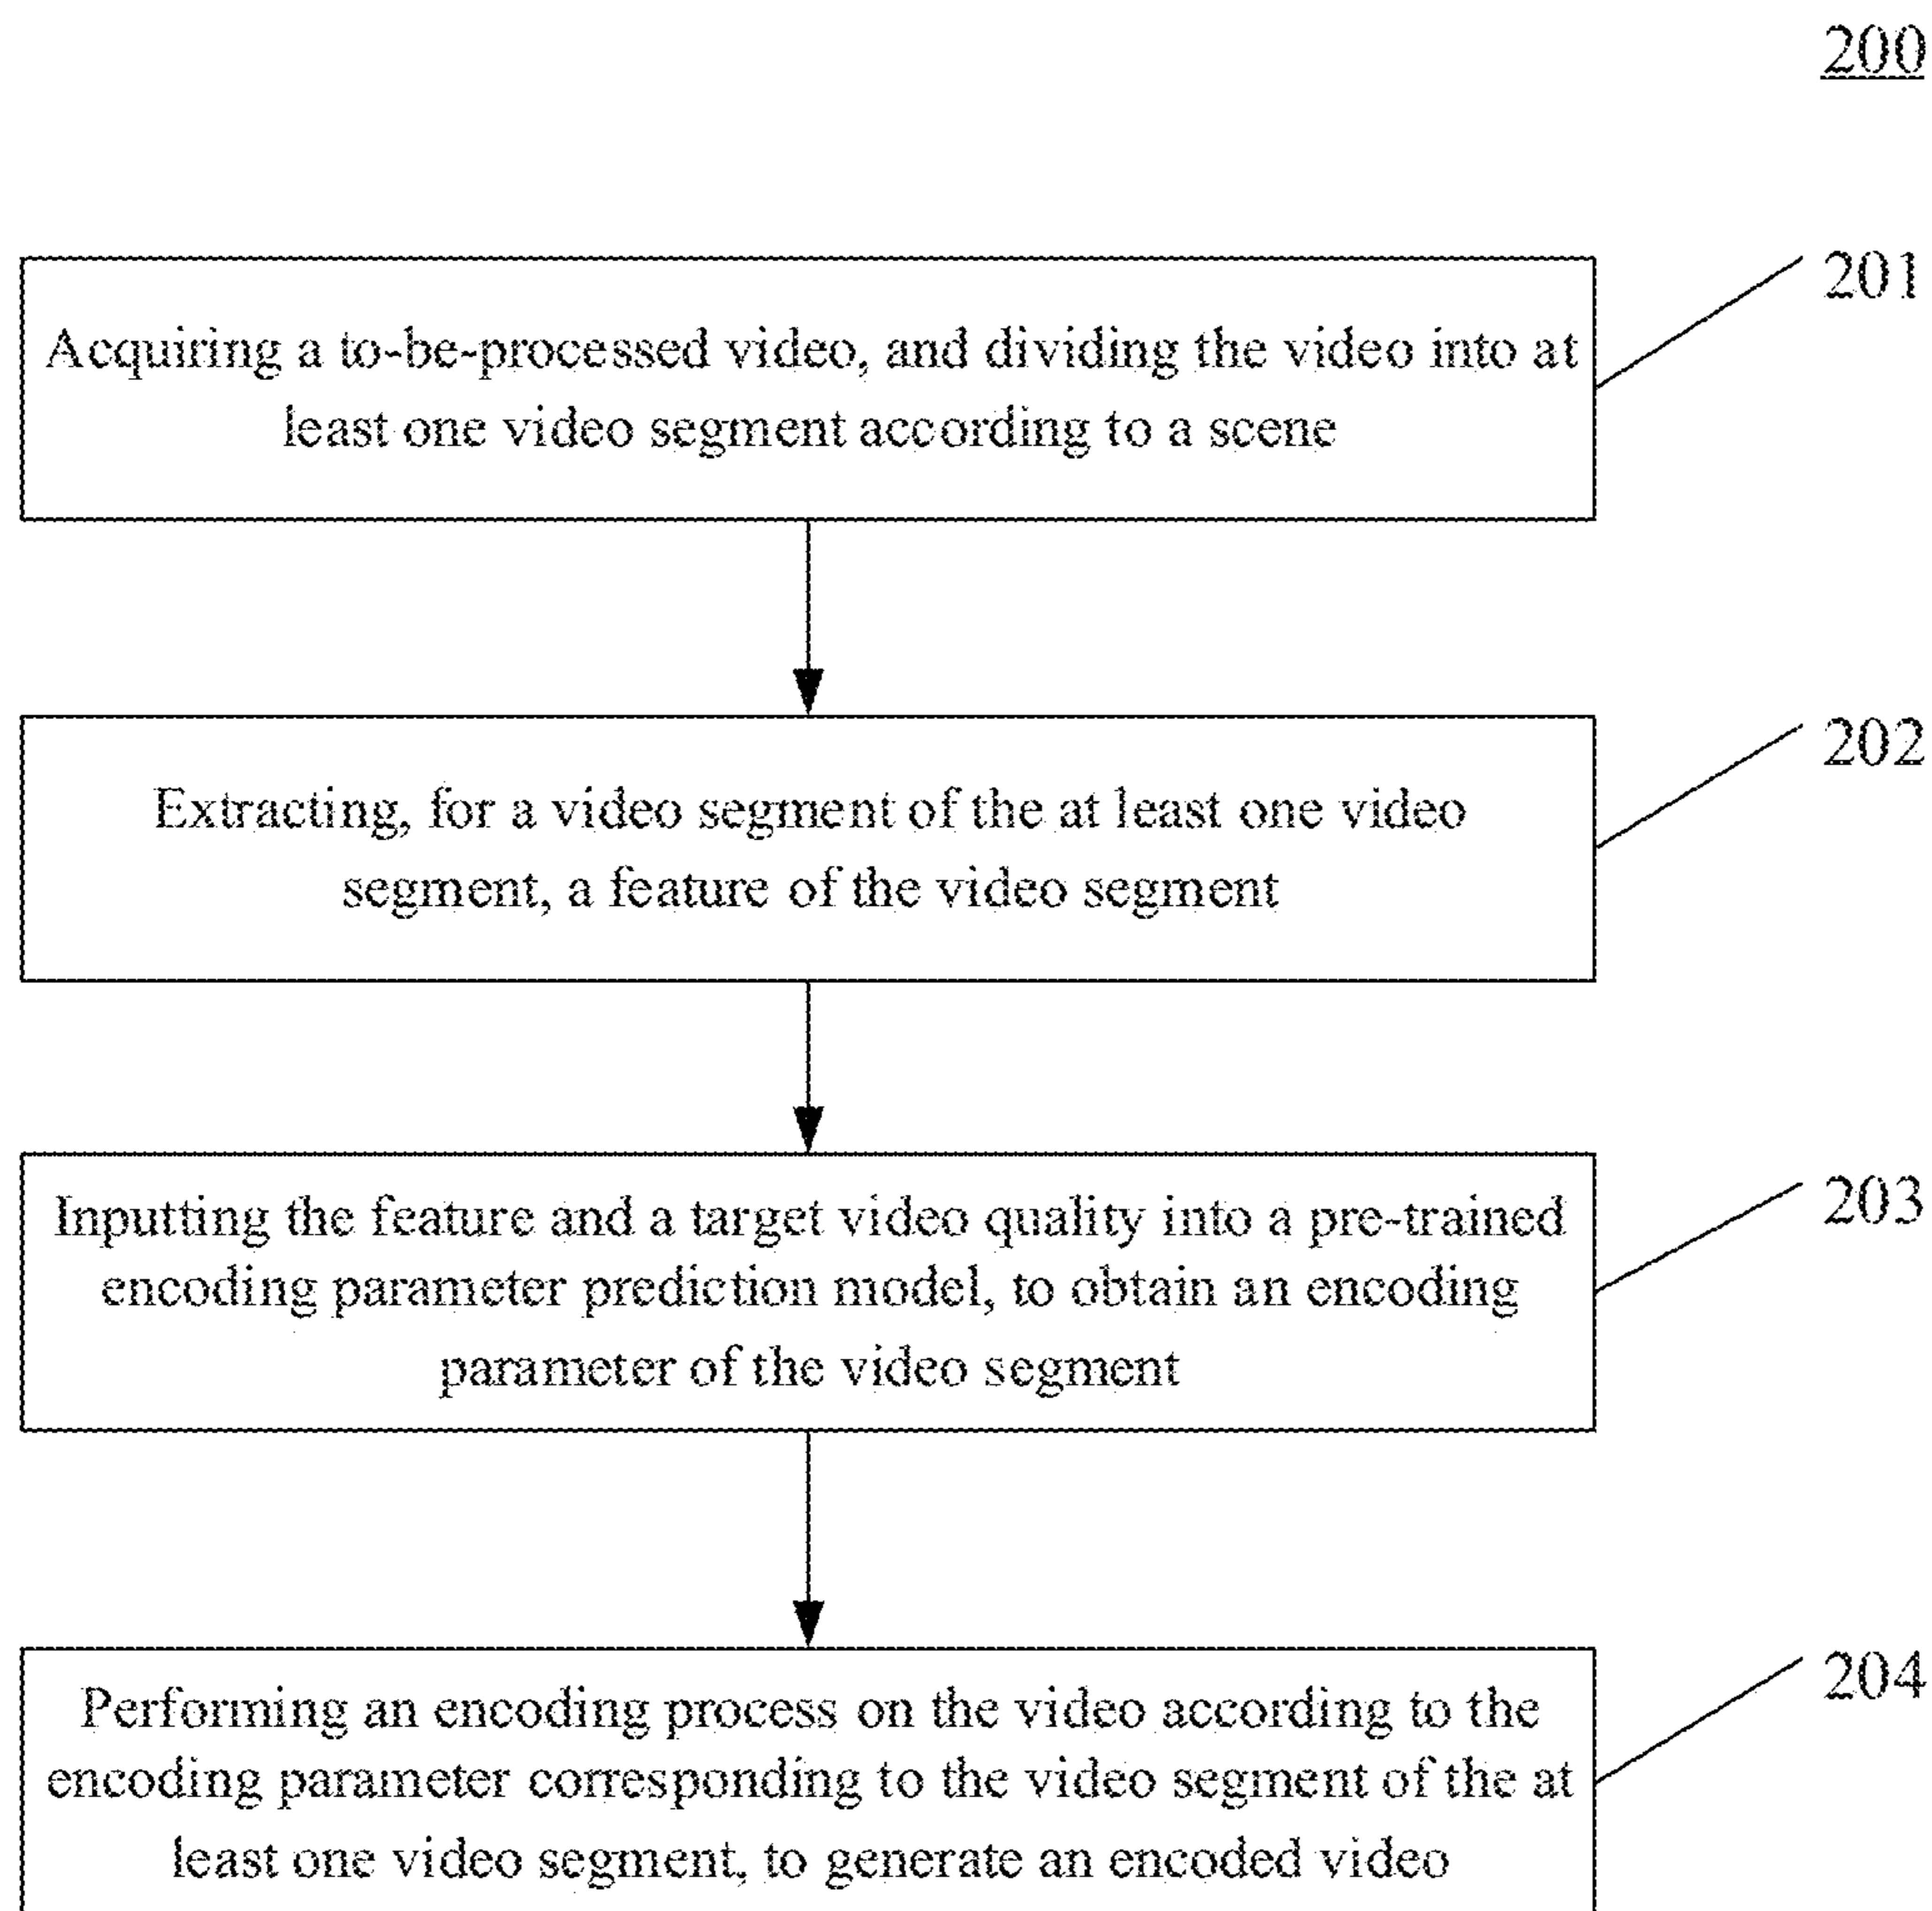 200
201
Acquiring a to-be-processed video, and dividing the video into at
least one video segment according to a scene
202
Extracting, for a video segment of the at least one video
segment, a feature of the video segment
203
Inputting the feature and a target video quality into a pre-trained
encoding parameter prediction model, to obtain an encoding
parameter of the video segment
204
Performing an encoding process on the video according to the
encoding parameter corresponding to the video segment of the at
least one video segment, to generate an encoded video